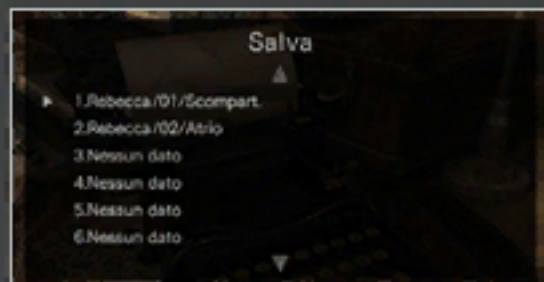 Salva
1.Rebecca/01/Scompart.
2.Rebecca/02/Atrio
3.Nessun dato
4.Nessun dato
5.Nessun dato
6.Nessun dato